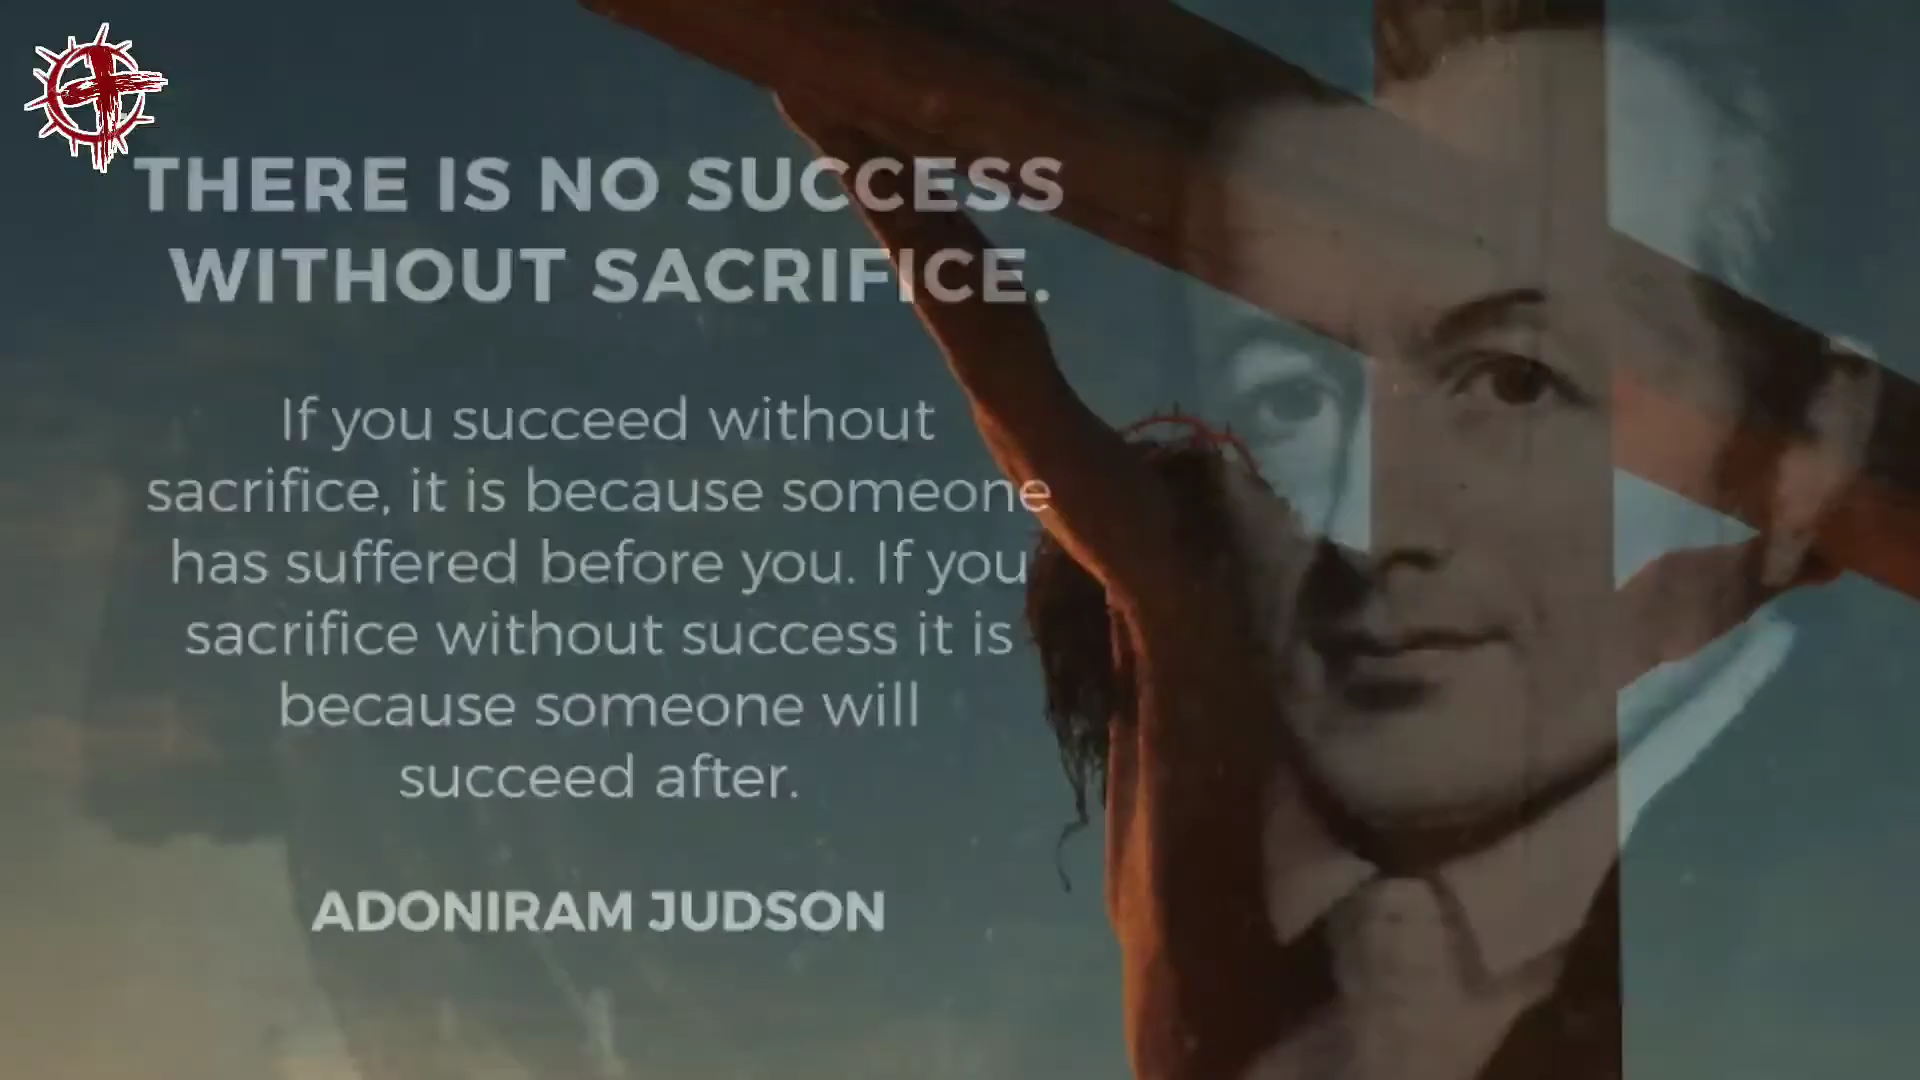 THERE IS NO SUCCESS
WITHOUT SACRIFICE.
If you succeed without
sacrifice, it is because someone
has suffered before you. If you
sacrifice without success it is
because someone will
succeed after.
ADONIRAM JUDSON